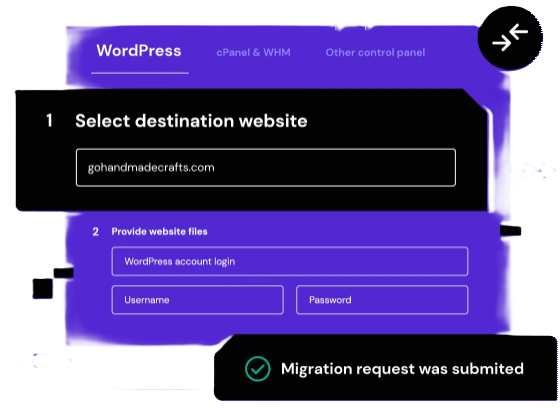 WordPress cPanel & WHM Other control panel
1 Select destination website
gohandmadecrafts.com
2 Provide website files
WordPress account login
Username Password
Migration request was submited